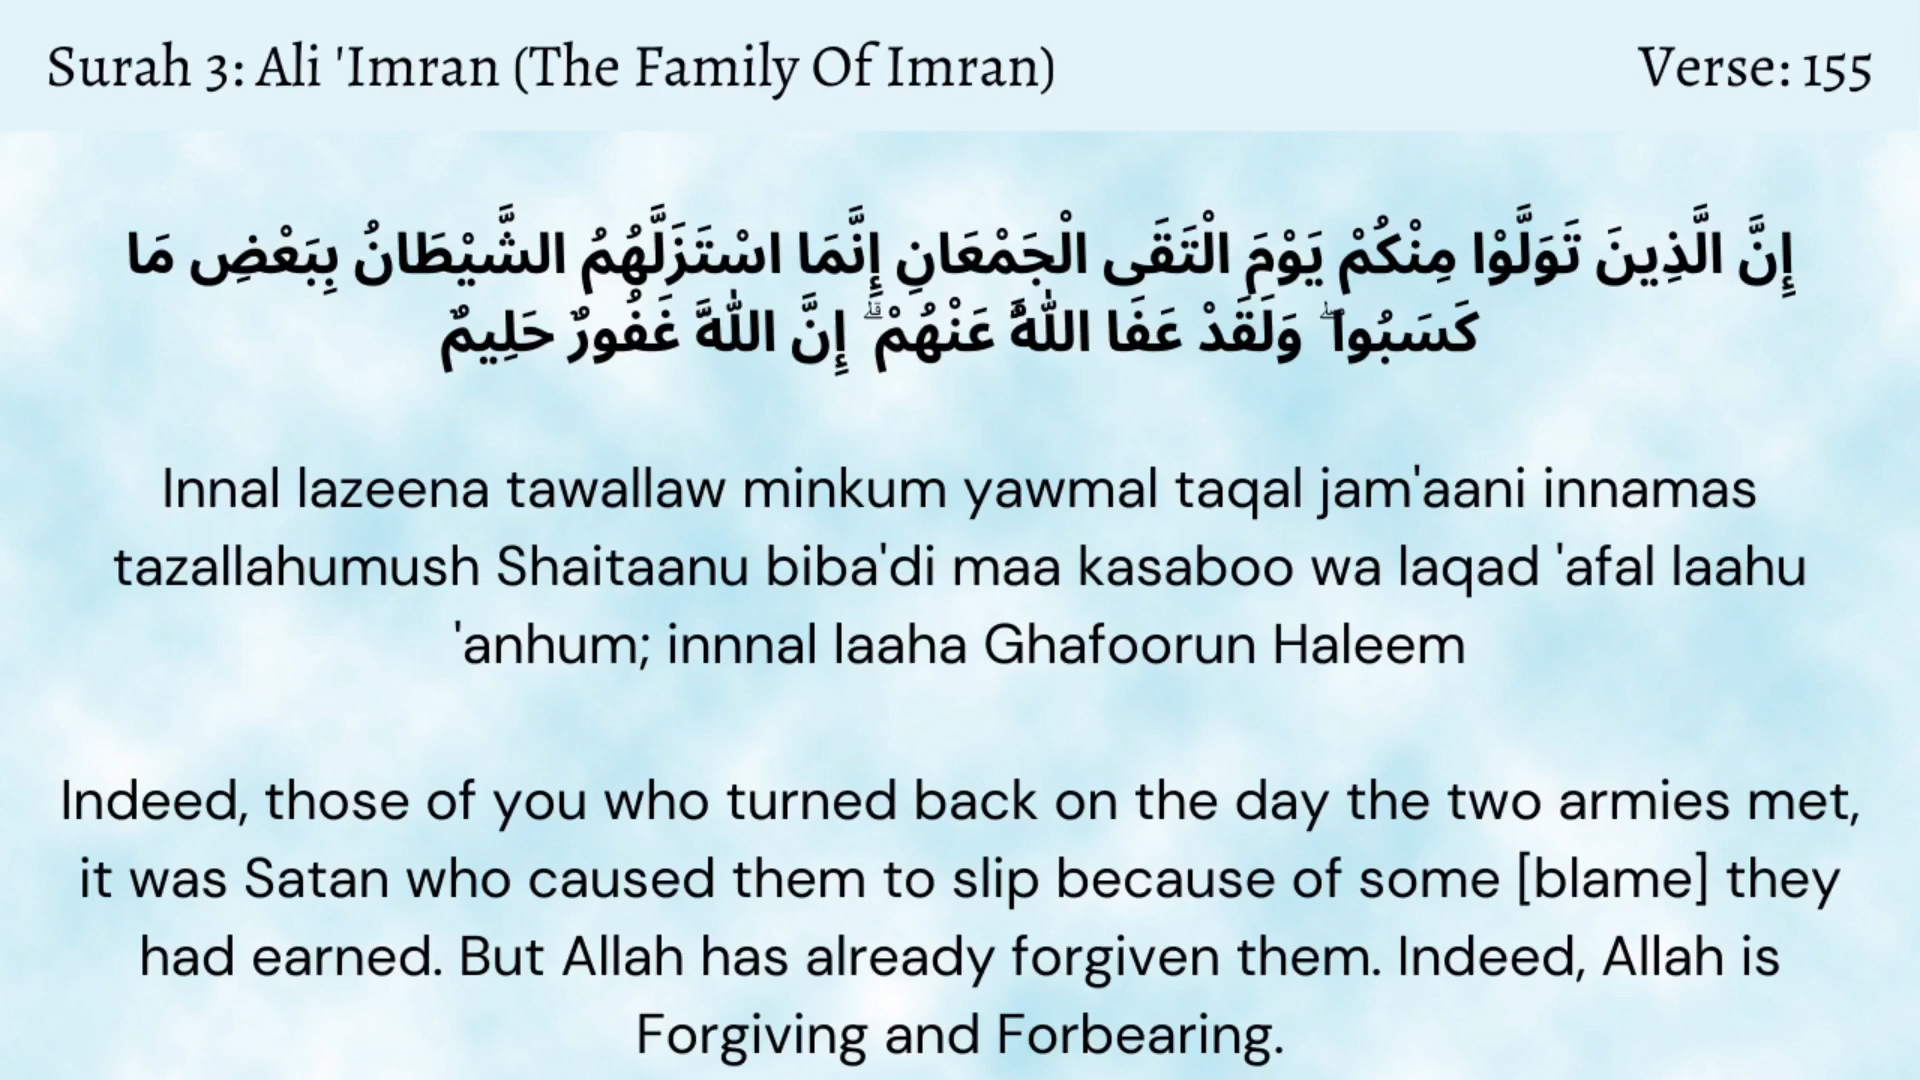 Surah 3: Ali 'Imran (The Family Of Imran)
Verse: 155
إِنَّ الَّذِينَ تَوَلَّوْا مِنْكُمْ يَوْمَ الْتَقَى الْجَمْعَانِ إِنَّمَا اسْتَزَلَّهُمُ الشَّيْطَانُ بِبَعْضِ مَا
كَسَبُوا ۖ وَلَقَدْ عَفَا اللَّهُ عَنْهُمْ ۗ إِنَّ اللَّهَ غَفُورٌ حَلِيمٌ
Innal lazeena tawallaw minkum yawmal taqal jam'aani innamas
tazallahumush Shaitaanu biba'di maa kasaboo wa laqad 'afal laahu
'anhum; innnal laaha Ghafoorun Haleem
Indeed, those of you who turned back on the day the two armies met,
it was Satan who caused them to slip because of some [blame] they
had earned. But Allah has already forgiven them. Indeed, Allah is
Forgiving and Forbearing.